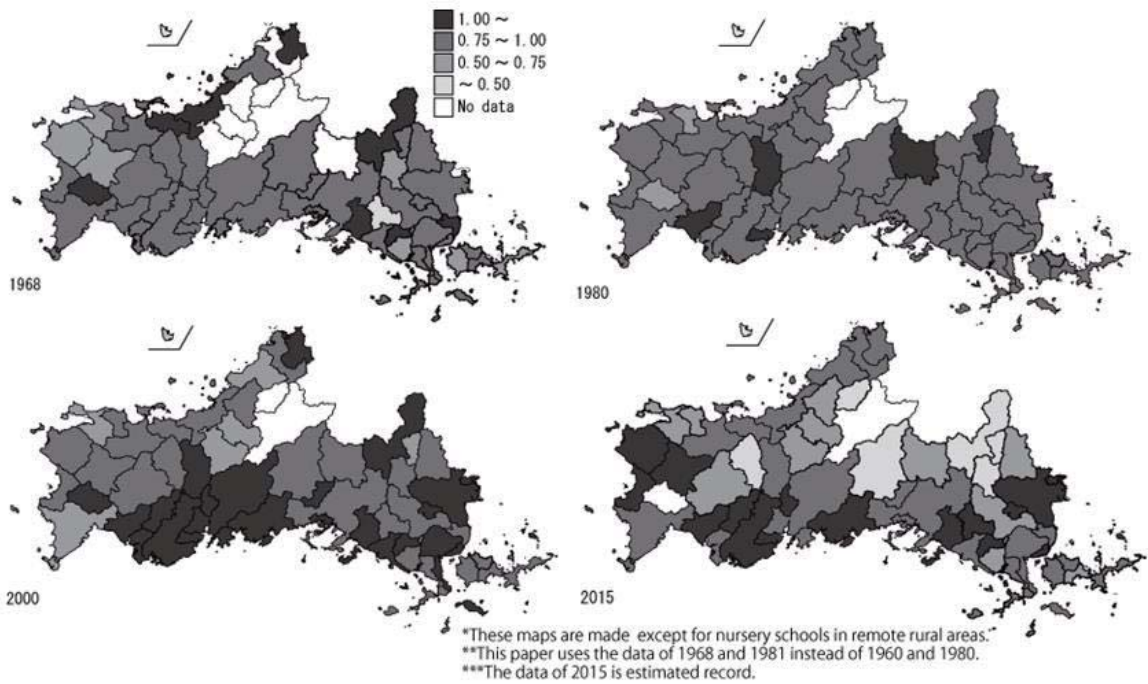 1.00 ～
0.75 ～ 1.00
0.50 ～ 0.75
～ 0.50
No data
1968
1980
2000
2015
*These maps are made except for nursery schools in remote rural areas.
**This paper uses the data of 1968 and 1981 instead of 1960 and 1980.
***The data of 2015 is estimated record.